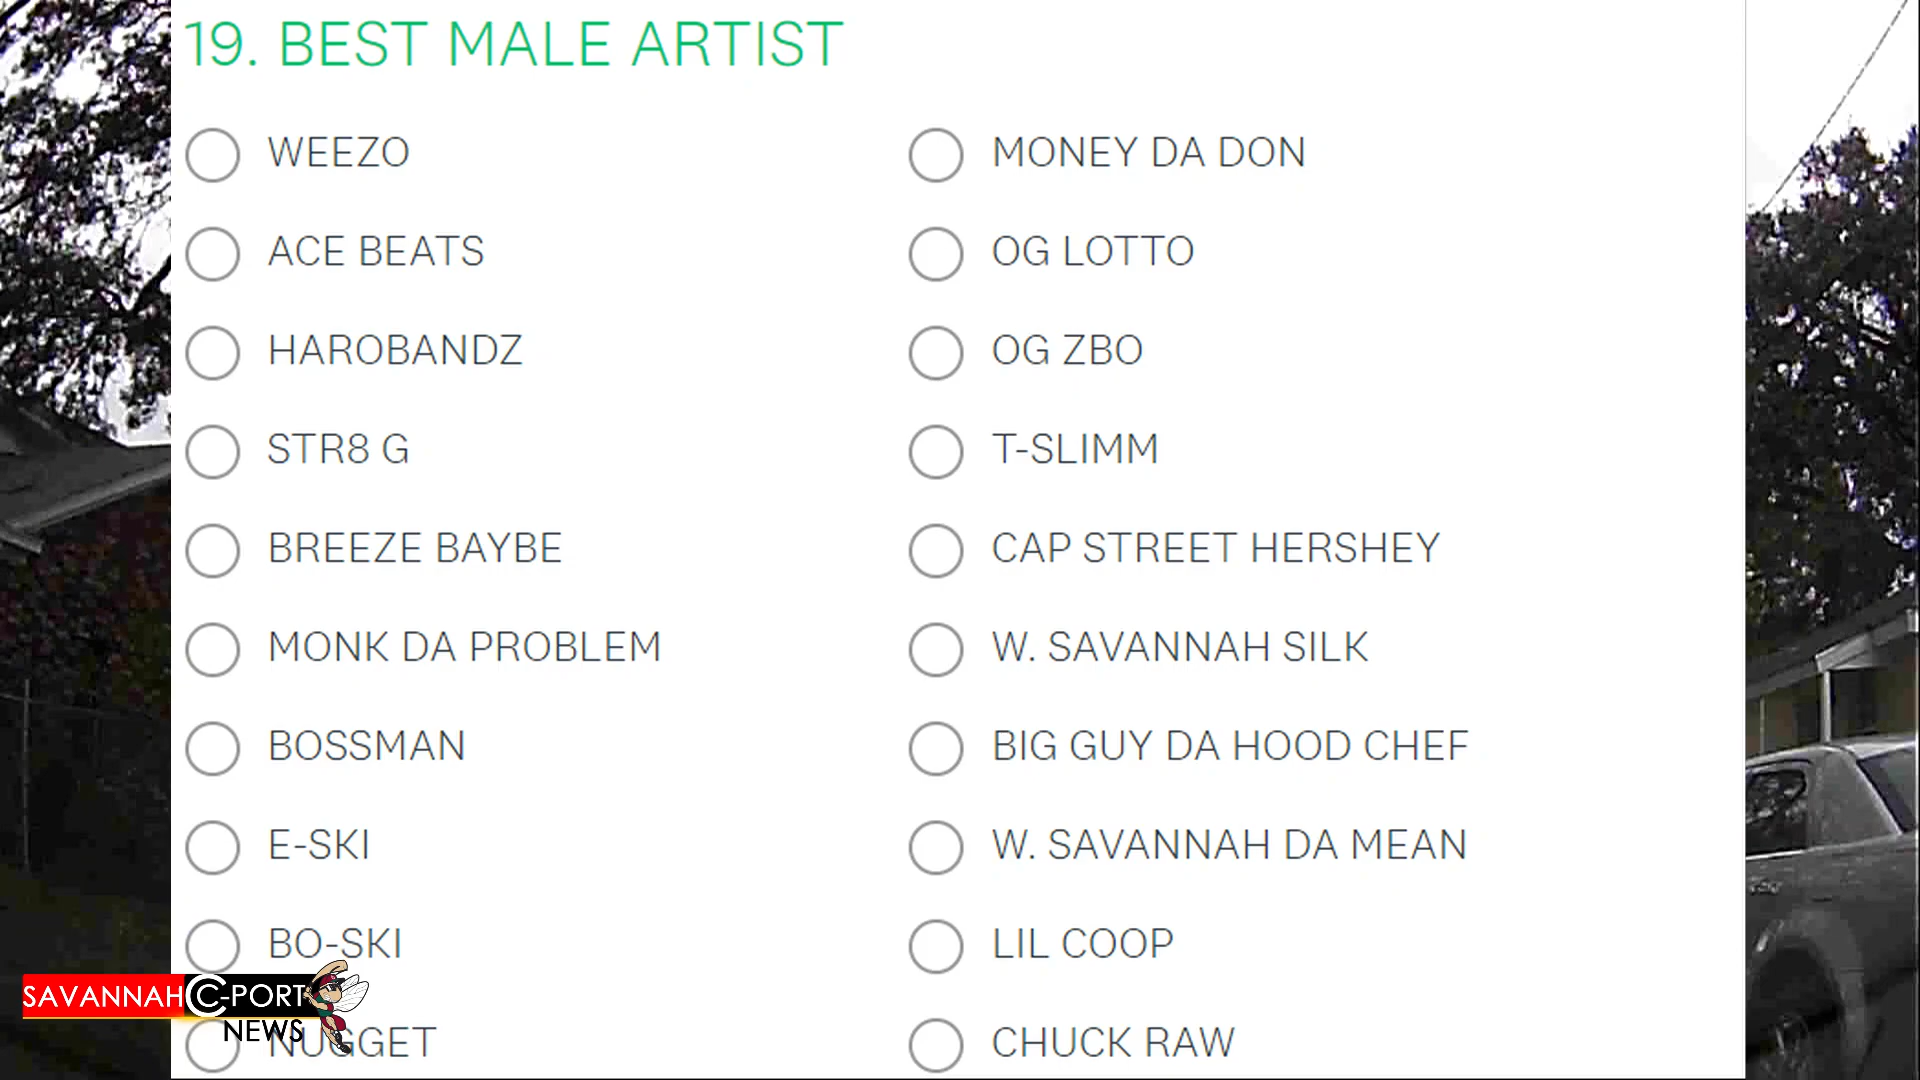 19. BEST MALE ARTIST
WEEZO
ACE BEATS
HAROBANDZ
STR8 G
BREEZE BAYBE
MONK DA PROBLEM
BOSSMAN
E-SKI
BO-SKI
NUGGET
MONEY DA DON
OG LOTTO
OG ZBO
T-SLIMM
CAP STREET HERSHEY
W. SAVANNAH SILK
BIG GUY DA HOOD CHEF
W. SAVANNAH DA MEAN
LIL COOP
CHUCK RAW
SAVANNAH C-PORT
NEWS